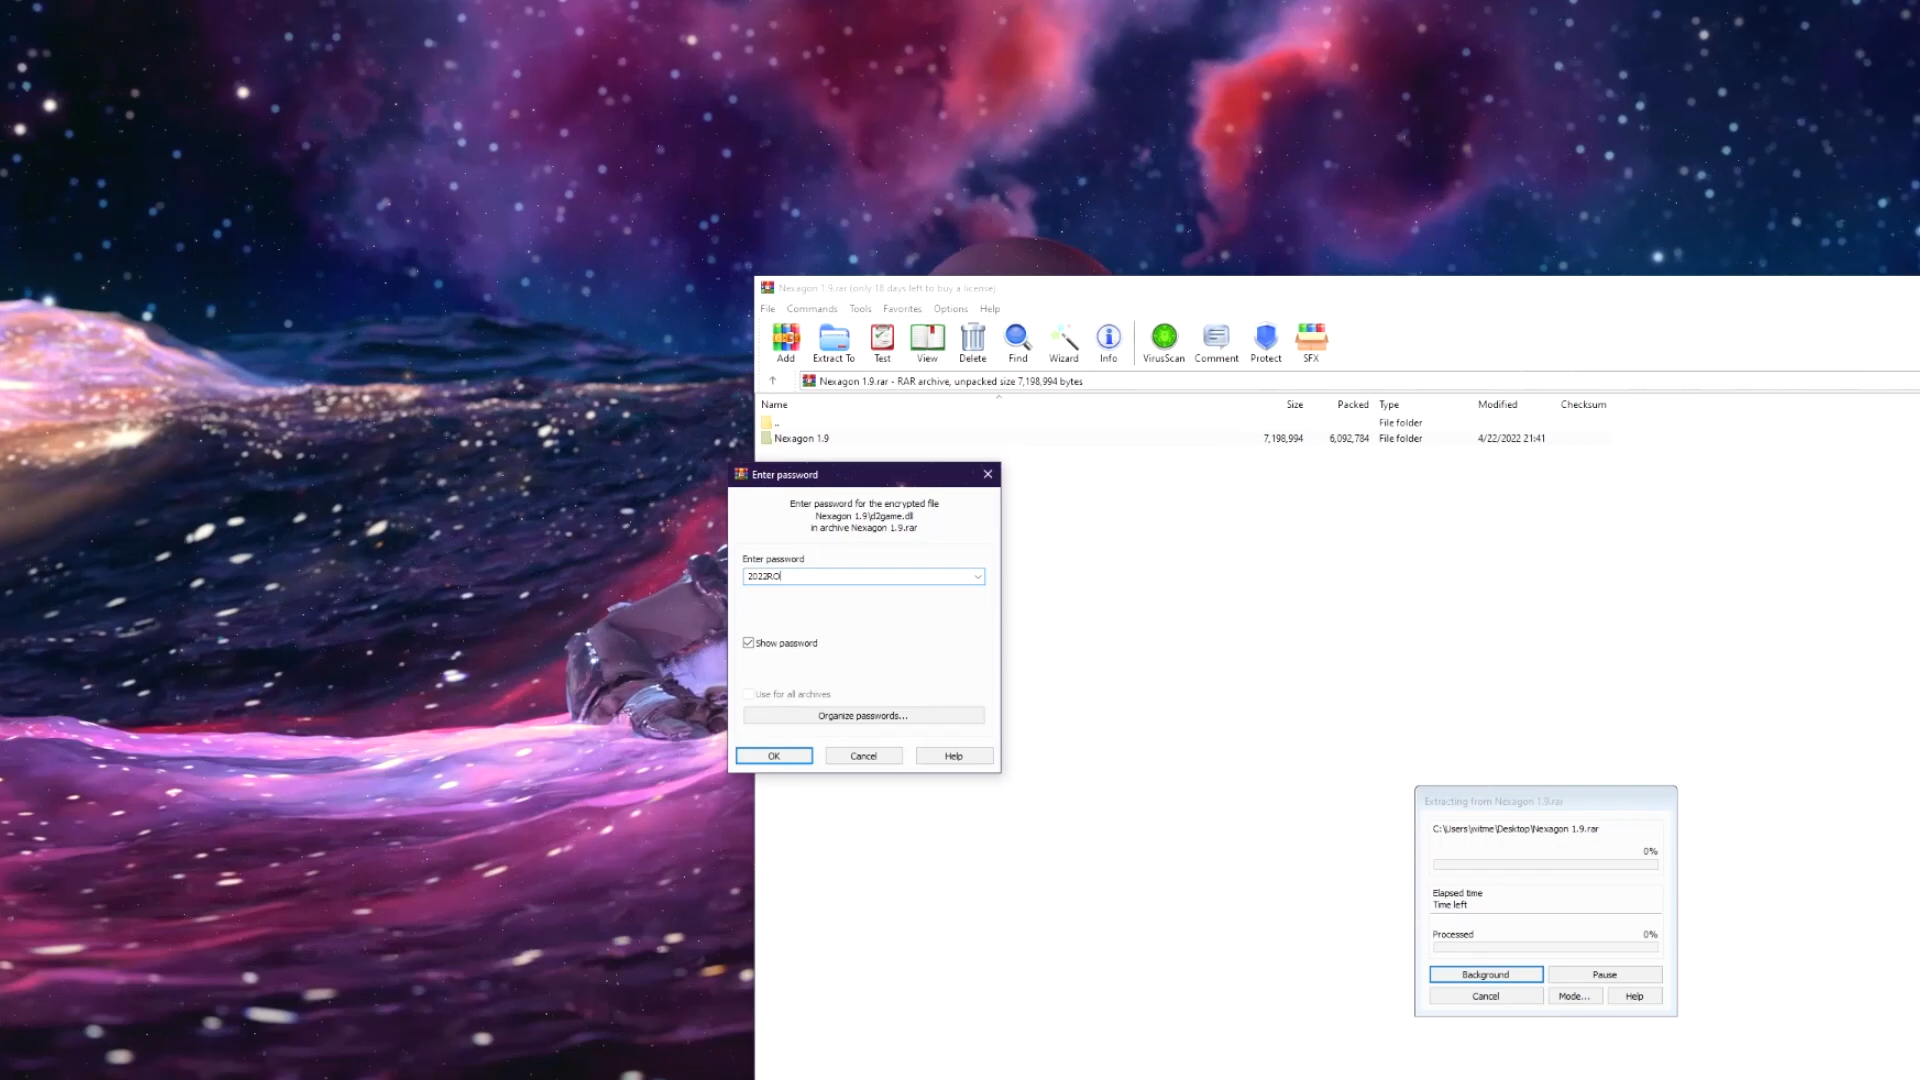 Nexagon 1.9.rar (only 18 days left to buy a license)
File Commands Tools Favorites Options Help
Add Extract To Test View Delete Find Wizard Info VirusScan Comment Protect SFX
Nexagon 1.9.rar - RAR archive, unpacked size 7,198,994 bytes
Name Size Packed Type Modified Checksum
.. File folder
Nexagon 1.9 7,198,994 6,092,784 File folder 4/22/2022 21:41
Enter password
Enter password for the encrypted file
Nexagon 1.9\d2game.dll
in archive Nexagon 1.9.rar
Enter password
2022RO
Show password
Use for all archives
Organize passwords...
OK Cancel Help
Extracting from Nexagon 1.9.rar
C:\Users\witme\Desktop\Nexagon 1.9.rar
0%
Elapsed time
Time left
Processed 0%
Background Pause
Cancel Mode... Help